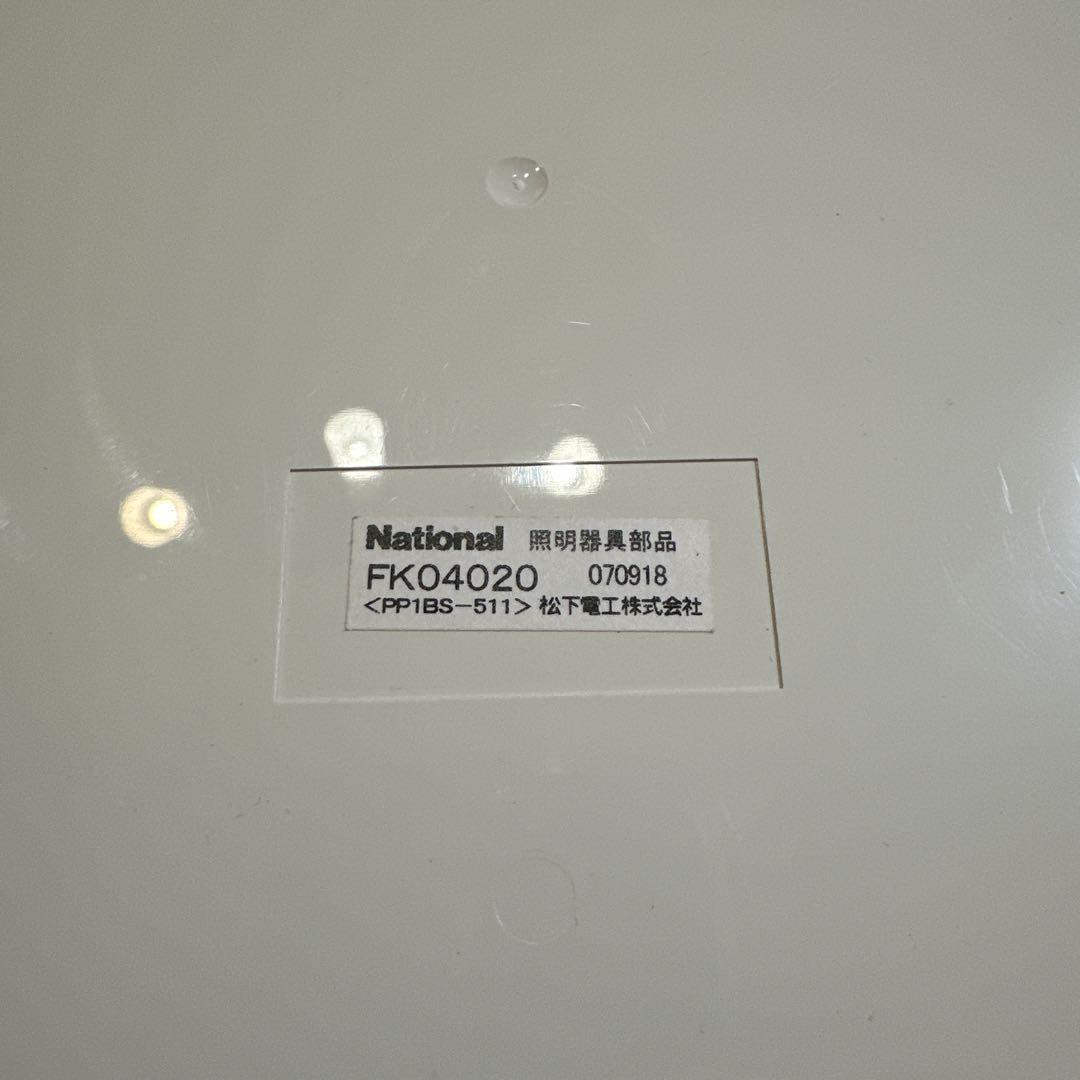 National 照明器具部品
FK04020 070918
<PP1BS-511> 松下電工株式会社